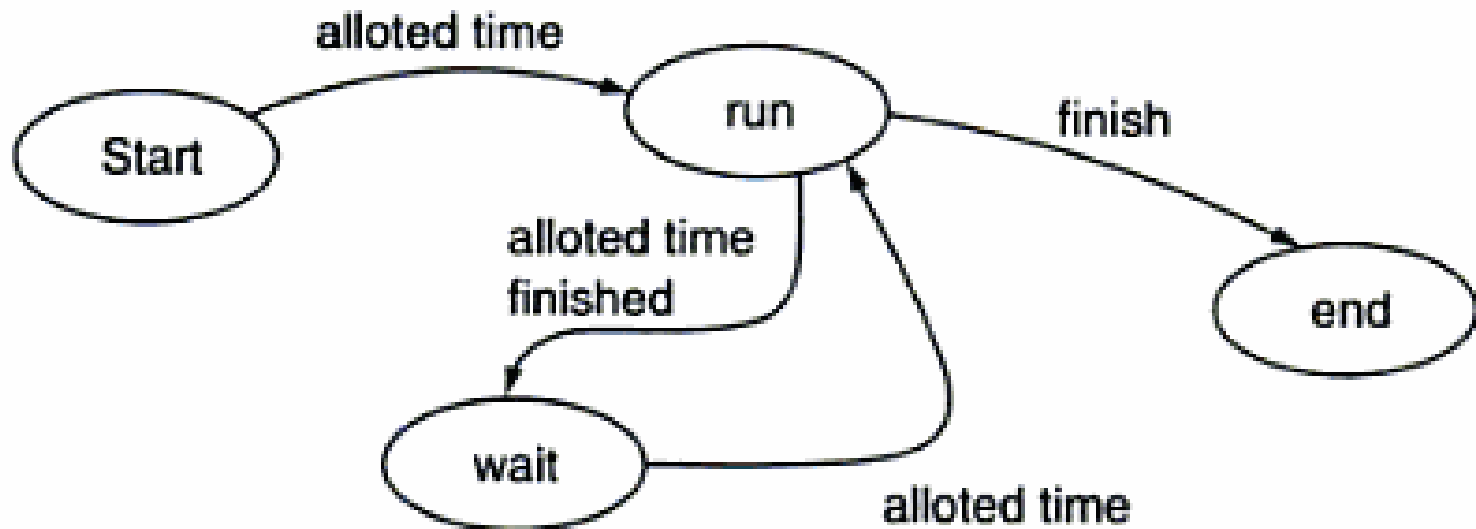 alloted time
run
finish
Start
alloted time
finished
end
wait
alloted time